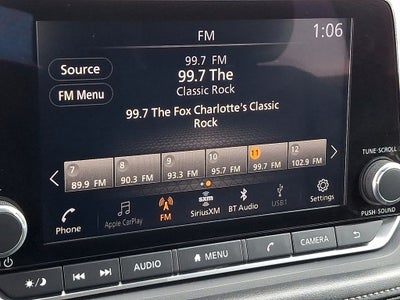 FM
1:06
Source
99.7 FM
99.7 The
Classic Rock
FM Menu
99.7 The Fox Charlotte's Classic
Rock
7
8
9
10
11
12
89.9 FM
90.3 FM
93.3 FM
95.7 FM
99.7 FM
102.9 FM
Phone
Apple CarPlay
FM
sxm
SiriusXM
BT Audio
USB1
Settings
TUNE·SCROLL
PUSH·SOUND
AUDIO
MENU
CAMERA